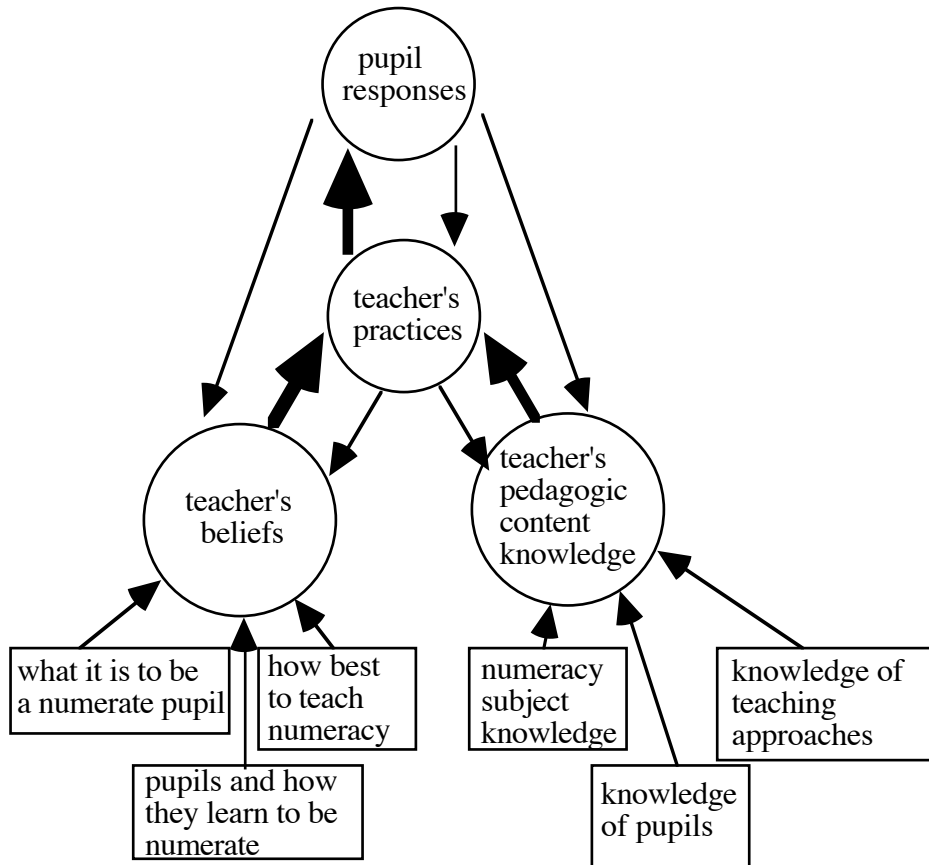 pupil
responses
teacher's
practices
teacher's
beliefs
teacher's
pedagogic
content
knowledge
what it is to be
a numerate pupil
how best
to teach
numeracy
pupils and how
they learn to be
numerate
numeracy
subject
knowledge
knowledge
of pupils
knowledge of
teaching
approaches